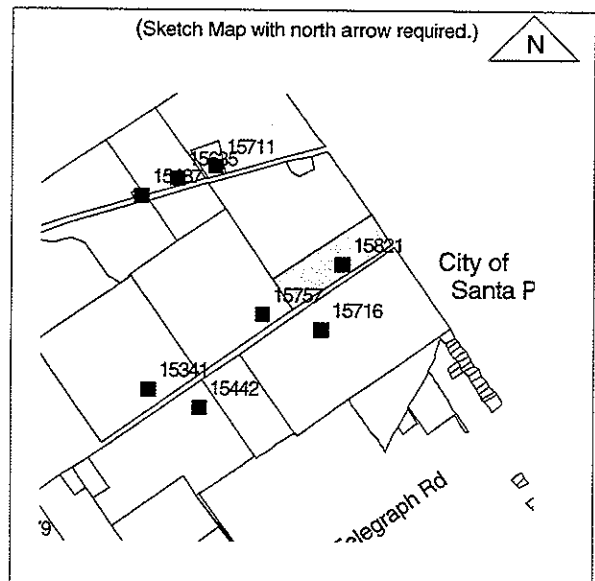 (Sketch Map with north arrow required.)
N
15711
15821
City of
Santa P
15757
15716
15341
15442
Telegraph Rd